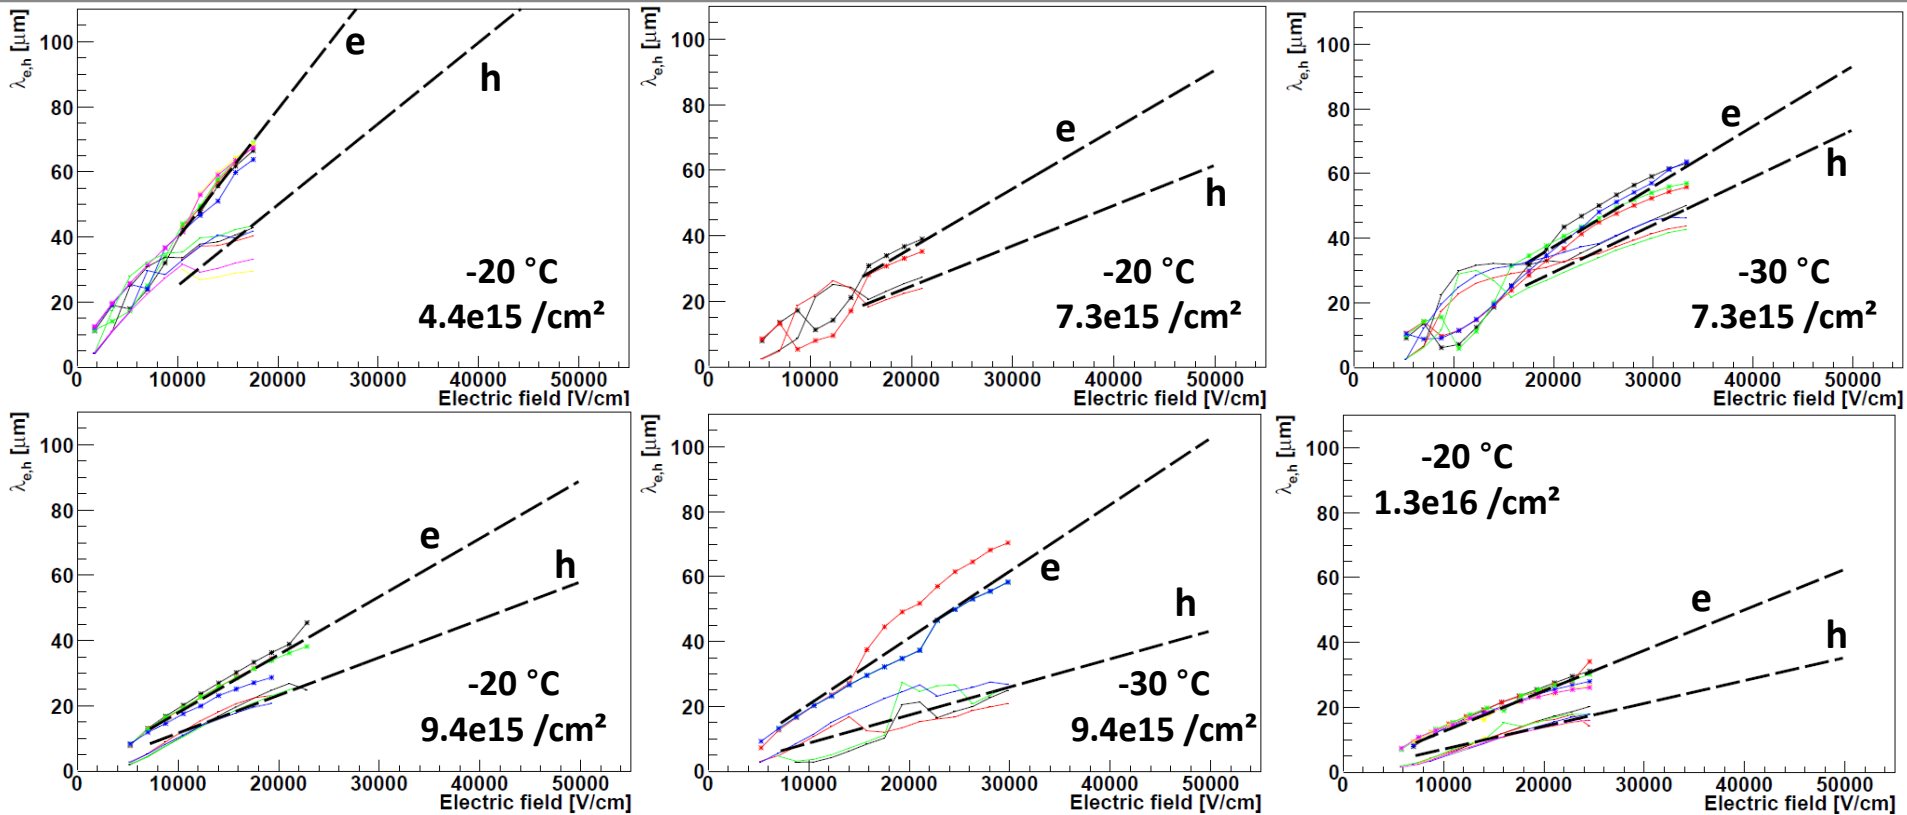 λe,h [μm]
100
80
60
40
20
0
e
h
-20 °C
4.4e15 /cm²
0 10000 20000 30000 40000 50000
Electric field [V/cm]
λe,h [μm]
100
80
60
40
20
0
e
h
-20 °C
7.3e15 /cm²
0 10000 20000 30000 40000 50000
Electric field [V/cm]
λe,h [μm]
100
80
60
40
20
0
e
h
-30 °C
7.3e15 /cm²
0 10000 20000 30000 40000 50000
Electric field [V/cm]
λe,h [μm]
100
80
60
40
20
0
e
h
-20 °C
9.4e15 /cm²
0 10000 20000 30000 40000 50000
Electric field [V/cm]
λe,h [μm]
100
80
60
40
20
0
e
h
-30 °C
9.4e15 /cm²
0 10000 20000 30000 40000 50000
Electric field [V/cm]
λe,h [μm]
100
80
60
40
20
0
-20 °C
1.3e16 /cm²
e
h
0 10000 20000 30000 40000 50000
Electric field [V/cm]